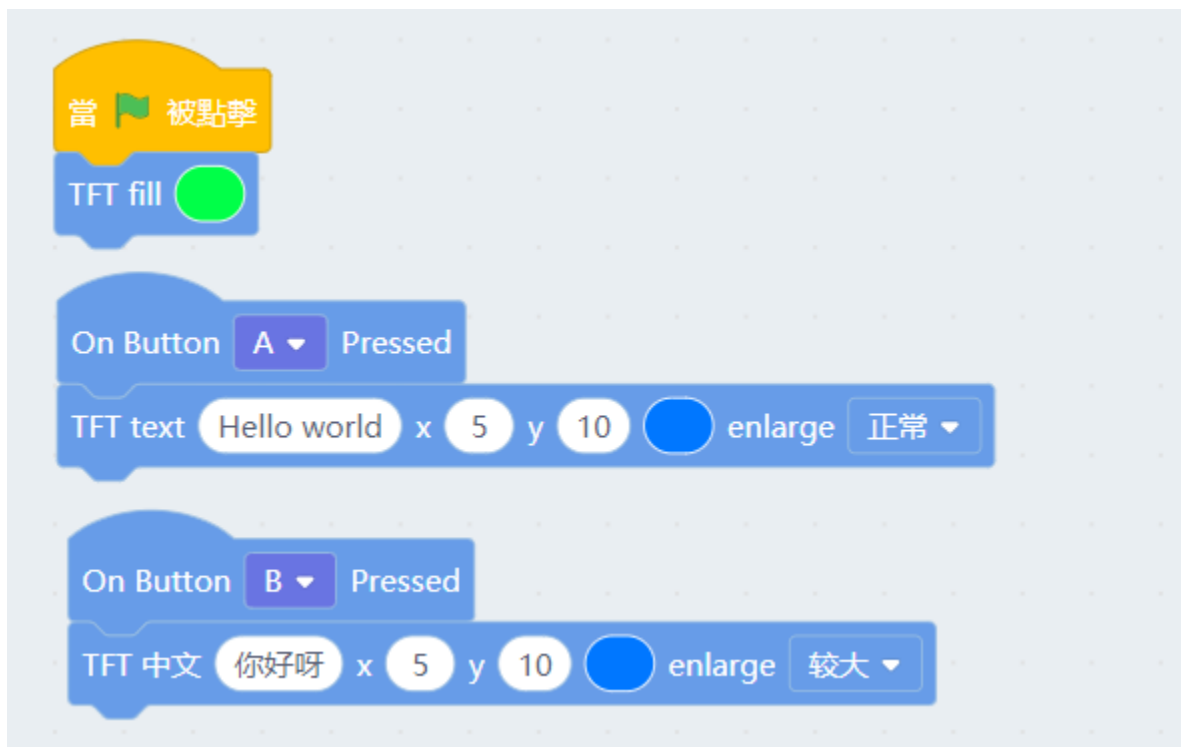 當 被點擊
TFT fill
On Button A Pressed
TFT text Hello world x 5 y 10 enlarge 正常
On Button B Pressed
TFT 中文 你好呀 x 5 y 10 enlarge 较大